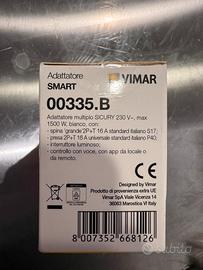 Adattatore
SMART
VIMAR
00335.B
Adattatore multiplo SICURY 230 V~, max
1500 W, bianco, con:
- spina "grande"2P+T 16 A standard italiano S17;
- presa 2P+T 16 A universale standard italiano P40;
- interruttore luminoso;
- controllo con voce, con app, da locale o
da remoto.
CE
Designed by
Vimar
Prodotto di provenienza extra UE
Vimar SpA Viale Vicenza 14
36063 Marostica VI Italy
8 007352 668126
subito